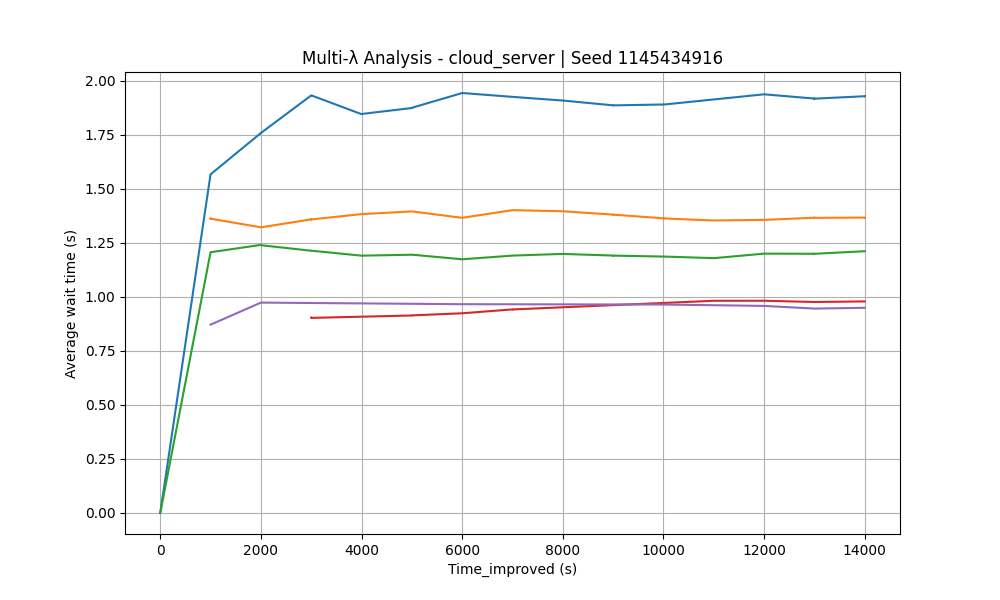 Multi-λ Analysis - cloud_server | Seed 1145434916
2.00
1.75
1.50
1.25
1.00
0.75
0.50
0.25
0.00
Average wait time (s)
0 2000 4000 6000 8000 10000 12000 14000
Time_improved (s)